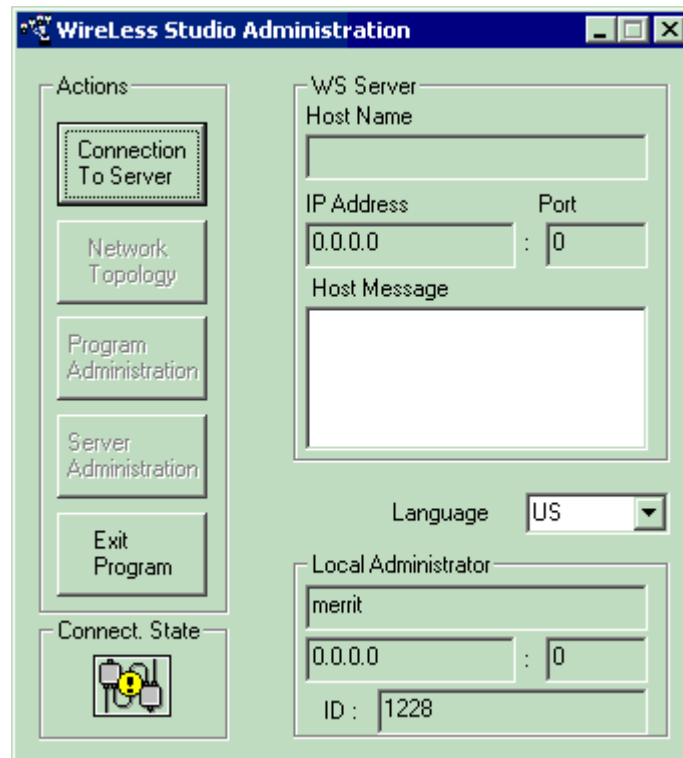 WireLess Studio Administration
Actions
Connection
To Server
Network
Topology
Program
Administration
Server
Administration
Exit
Program
Connect. State
WS Server
Host Name
IP Address Port
0.0.0.0 : 0
Host Message
Language US
Local Administrator
merrit
0.0.0.0 : 0
ID : 1228